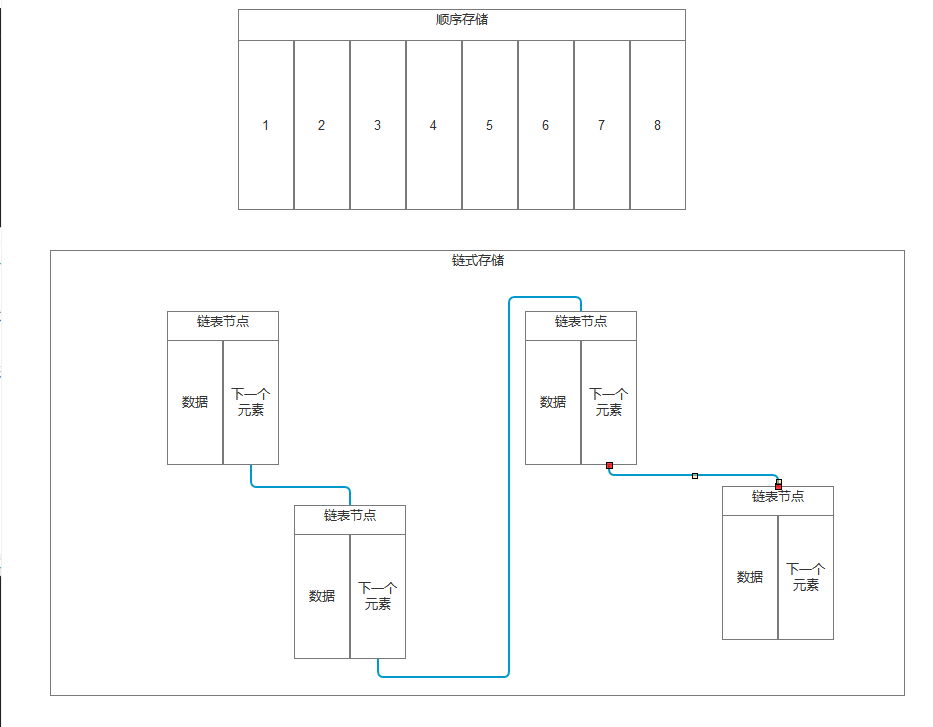 顺序存储
1 2 3 4 5 6 7 8
链式存储
链表节点
数据
下一个
元素
链表节点
数据
下一个
元素
链表节点
数据
下一个
元素
链表节点
数据
下一个
元素